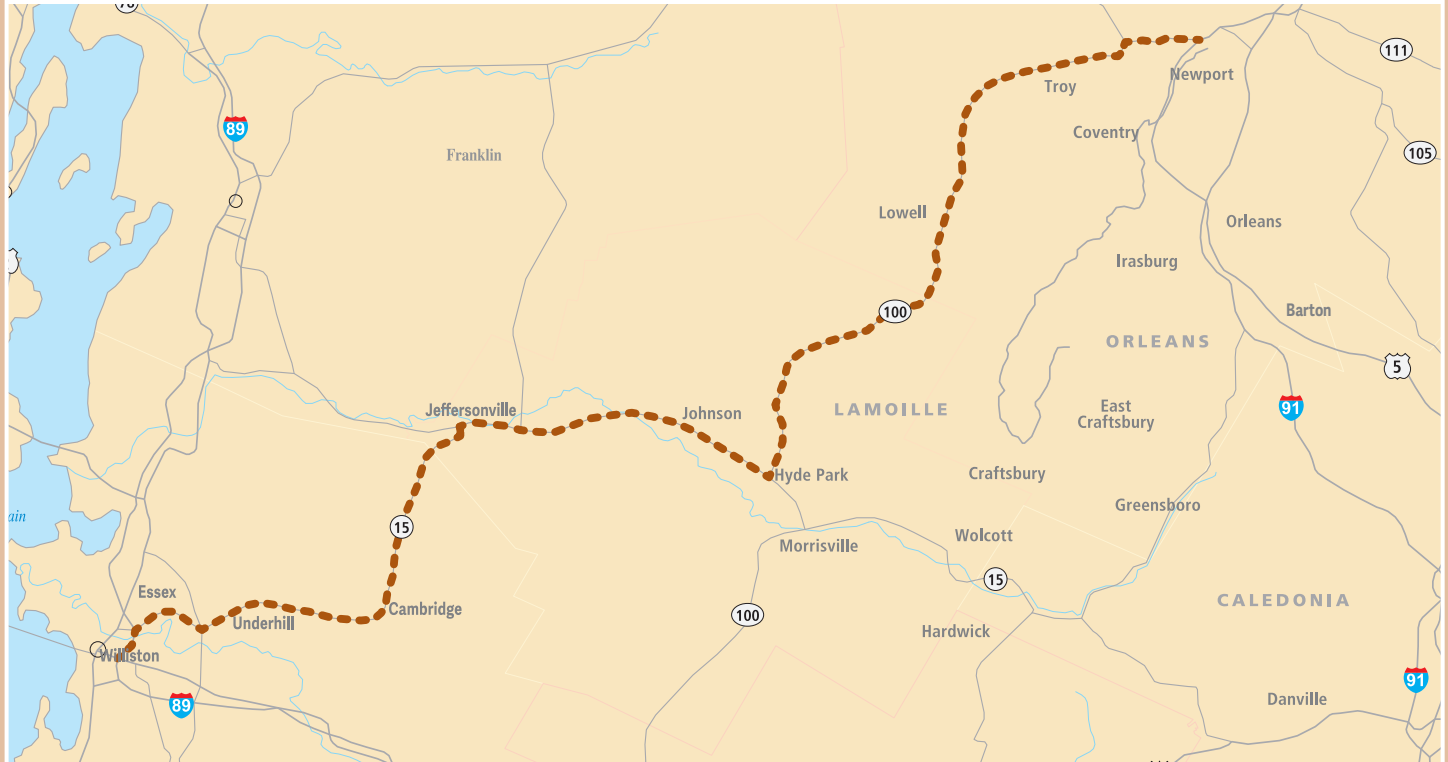 78
111
Newport
Troy
89
Coventry
105
Franklin
Lowell
Orleans
Irasburg
100
Barton
ORLEANS
5
Jeffersonville
Johnson
LAMOILLE
East
Craftsbury
91
Hyde Park
Craftsbury
Greensboro
ain
15
Morrisville
Wolcott
15
Essex
Cambridge
CALEDONIA
100
Underhill
Hardwick
Williston
89
91
Danville